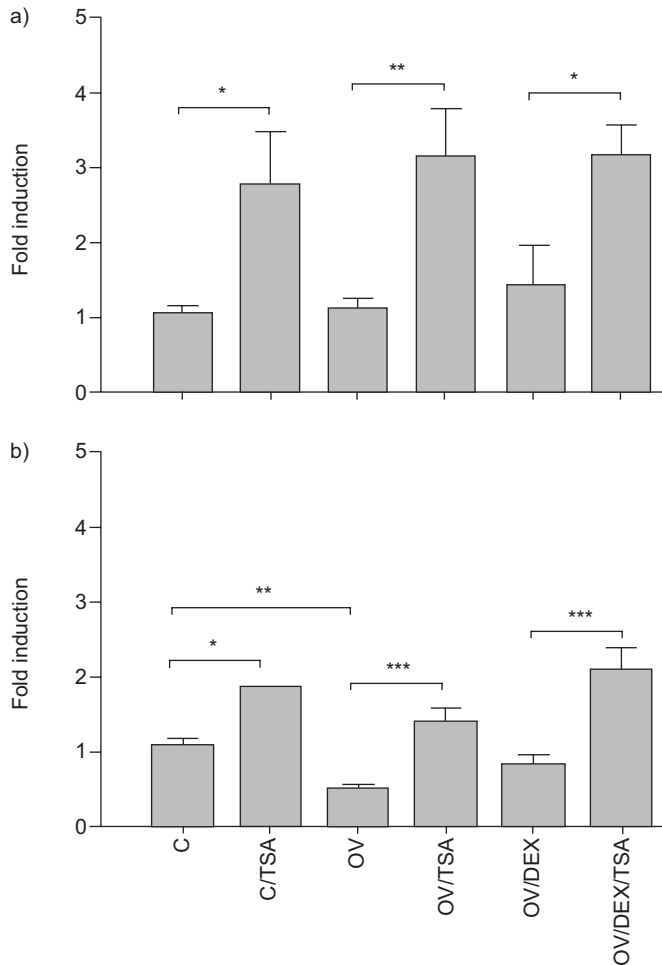 a)
5
4
3
2
1
0
Fold induction
*
**
*
b)
5
4
3
2
1
0
Fold induction
**
*
***
***
C
C/TSA
OV
OV/TSA
OV/DEX
OV/DEX/TSA